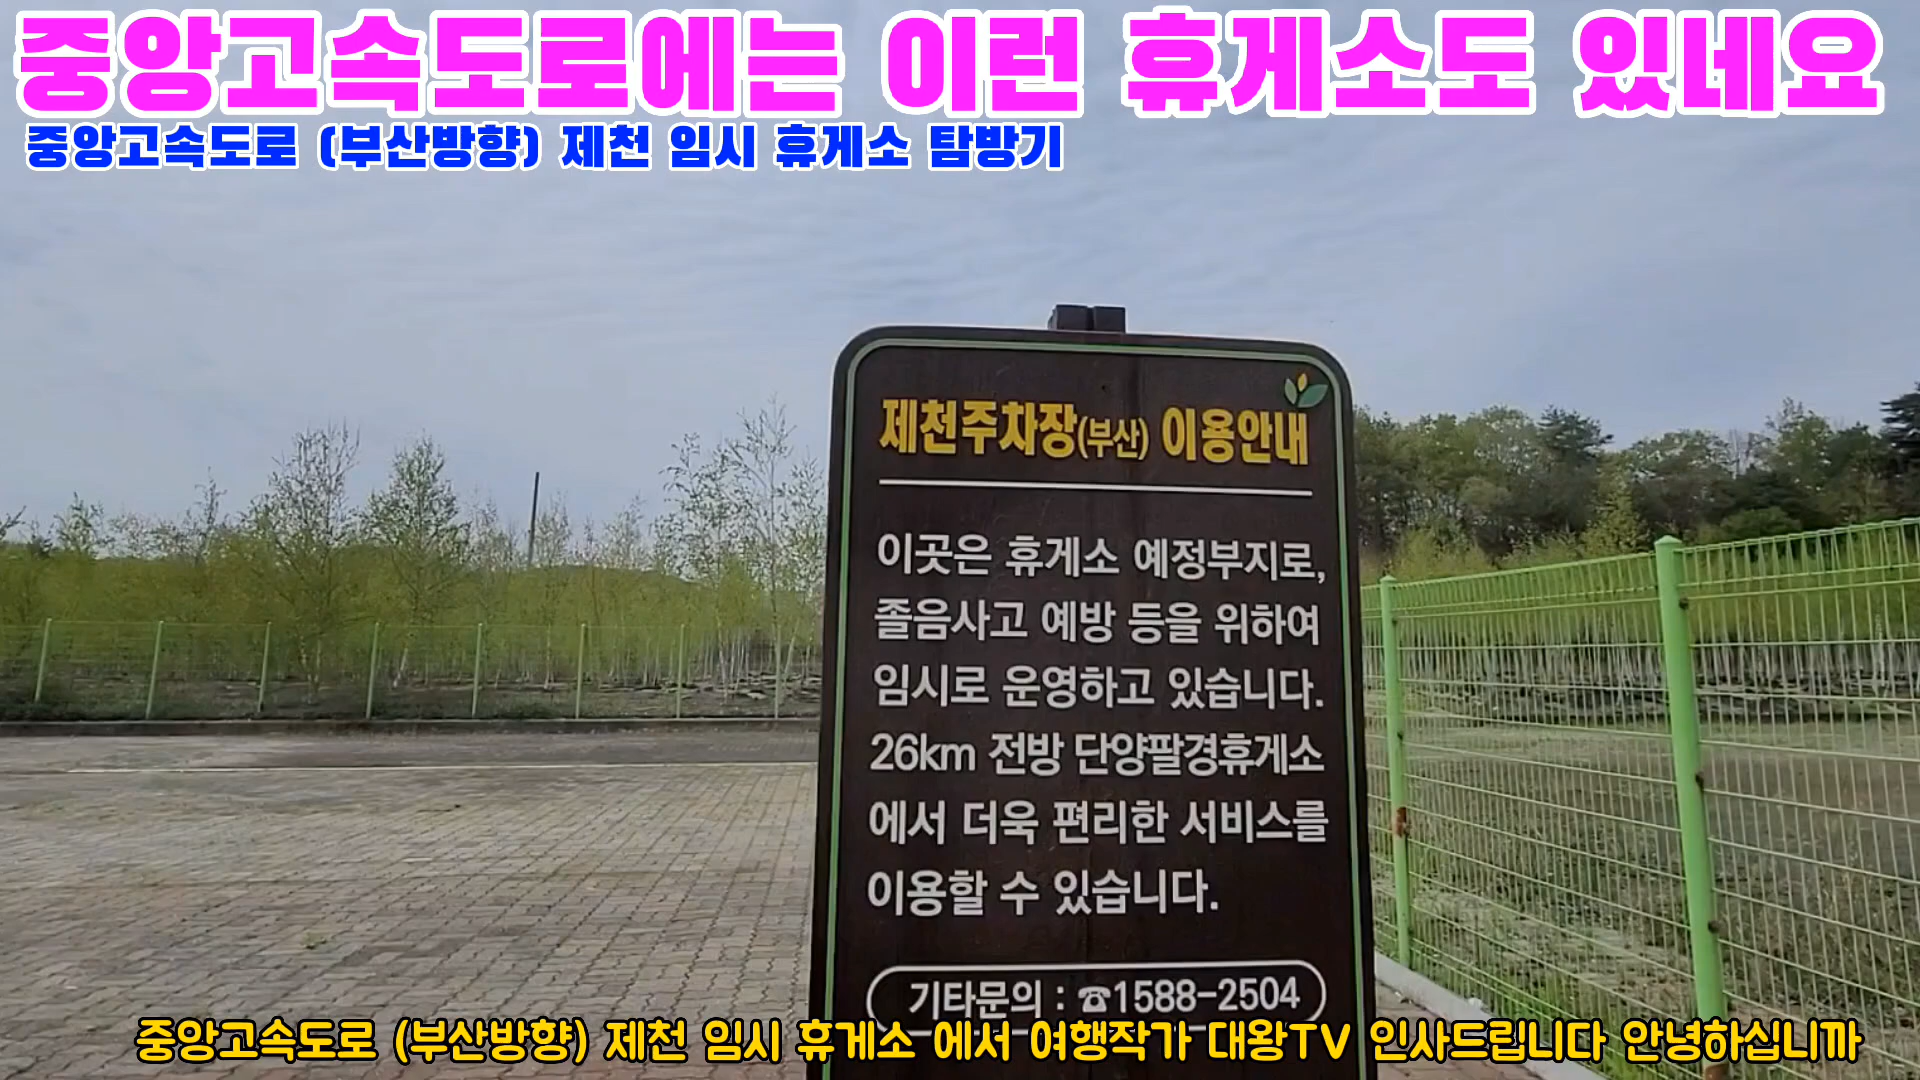 중앙고속도로에는 이런 휴게소도 있네요
중앙고속도로 (부산방향) 제천 임시 휴게소 탐방기
제천주차장(부산) 이용안내
이곳은 휴게소 예정부지로,
졸음사고 예방 등을 위하여
임시로 운영하고 있습니다.
26km 전방 단양팔경휴게소
에서 더욱 편리한 서비스를
이용할 수 있습니다.
기타문의 : ☎1588-2504
중앙고속도로 (부산방향) 제천 임시 휴게소 에서 여행작가 대왕TV 인사드립니다 안녕하십니까